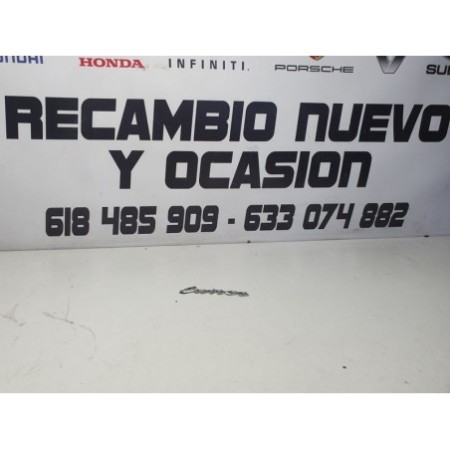 HONDA INFINITI. PORSCHE
RECAMBIO NUEVO
Y OCASION
618 485 909 - 633 074 882